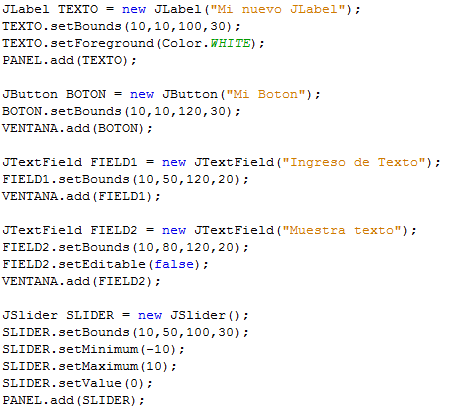 JLabel TEXTO = new JLabel("Mi nuevo JLabel");
TEXTO.setBounds(10,10,100,30);
TEXTO.setForeground(Color.WHITE);
PANEL.add(TEXTO);
JButton BOTON = new JButton("Mi Boton");
BOTON.setBounds(10,10,120,30);
VENTANA.add(BOTON);
JTextField FIELD1 = new JTextField("Ingreso de Texto");
FIELD1.setBounds(10,50,120,20);
VENTANA.add(FIELD1);
JTextField FIELD2 = new JTextField("Muestra texto");
FIELD2.setBounds(10,80,120,20);
FIELD2.setEditable(false);
VENTANA.add(FIELD2);
JSlider SLIDER = new JSlider();
SLIDER.setBounds(10,50,100,30);
SLIDER.setMinimum(-10);
SLIDER.setMaximum(10);
SLIDER.setValue(0);
PANEL.add(SLIDER);